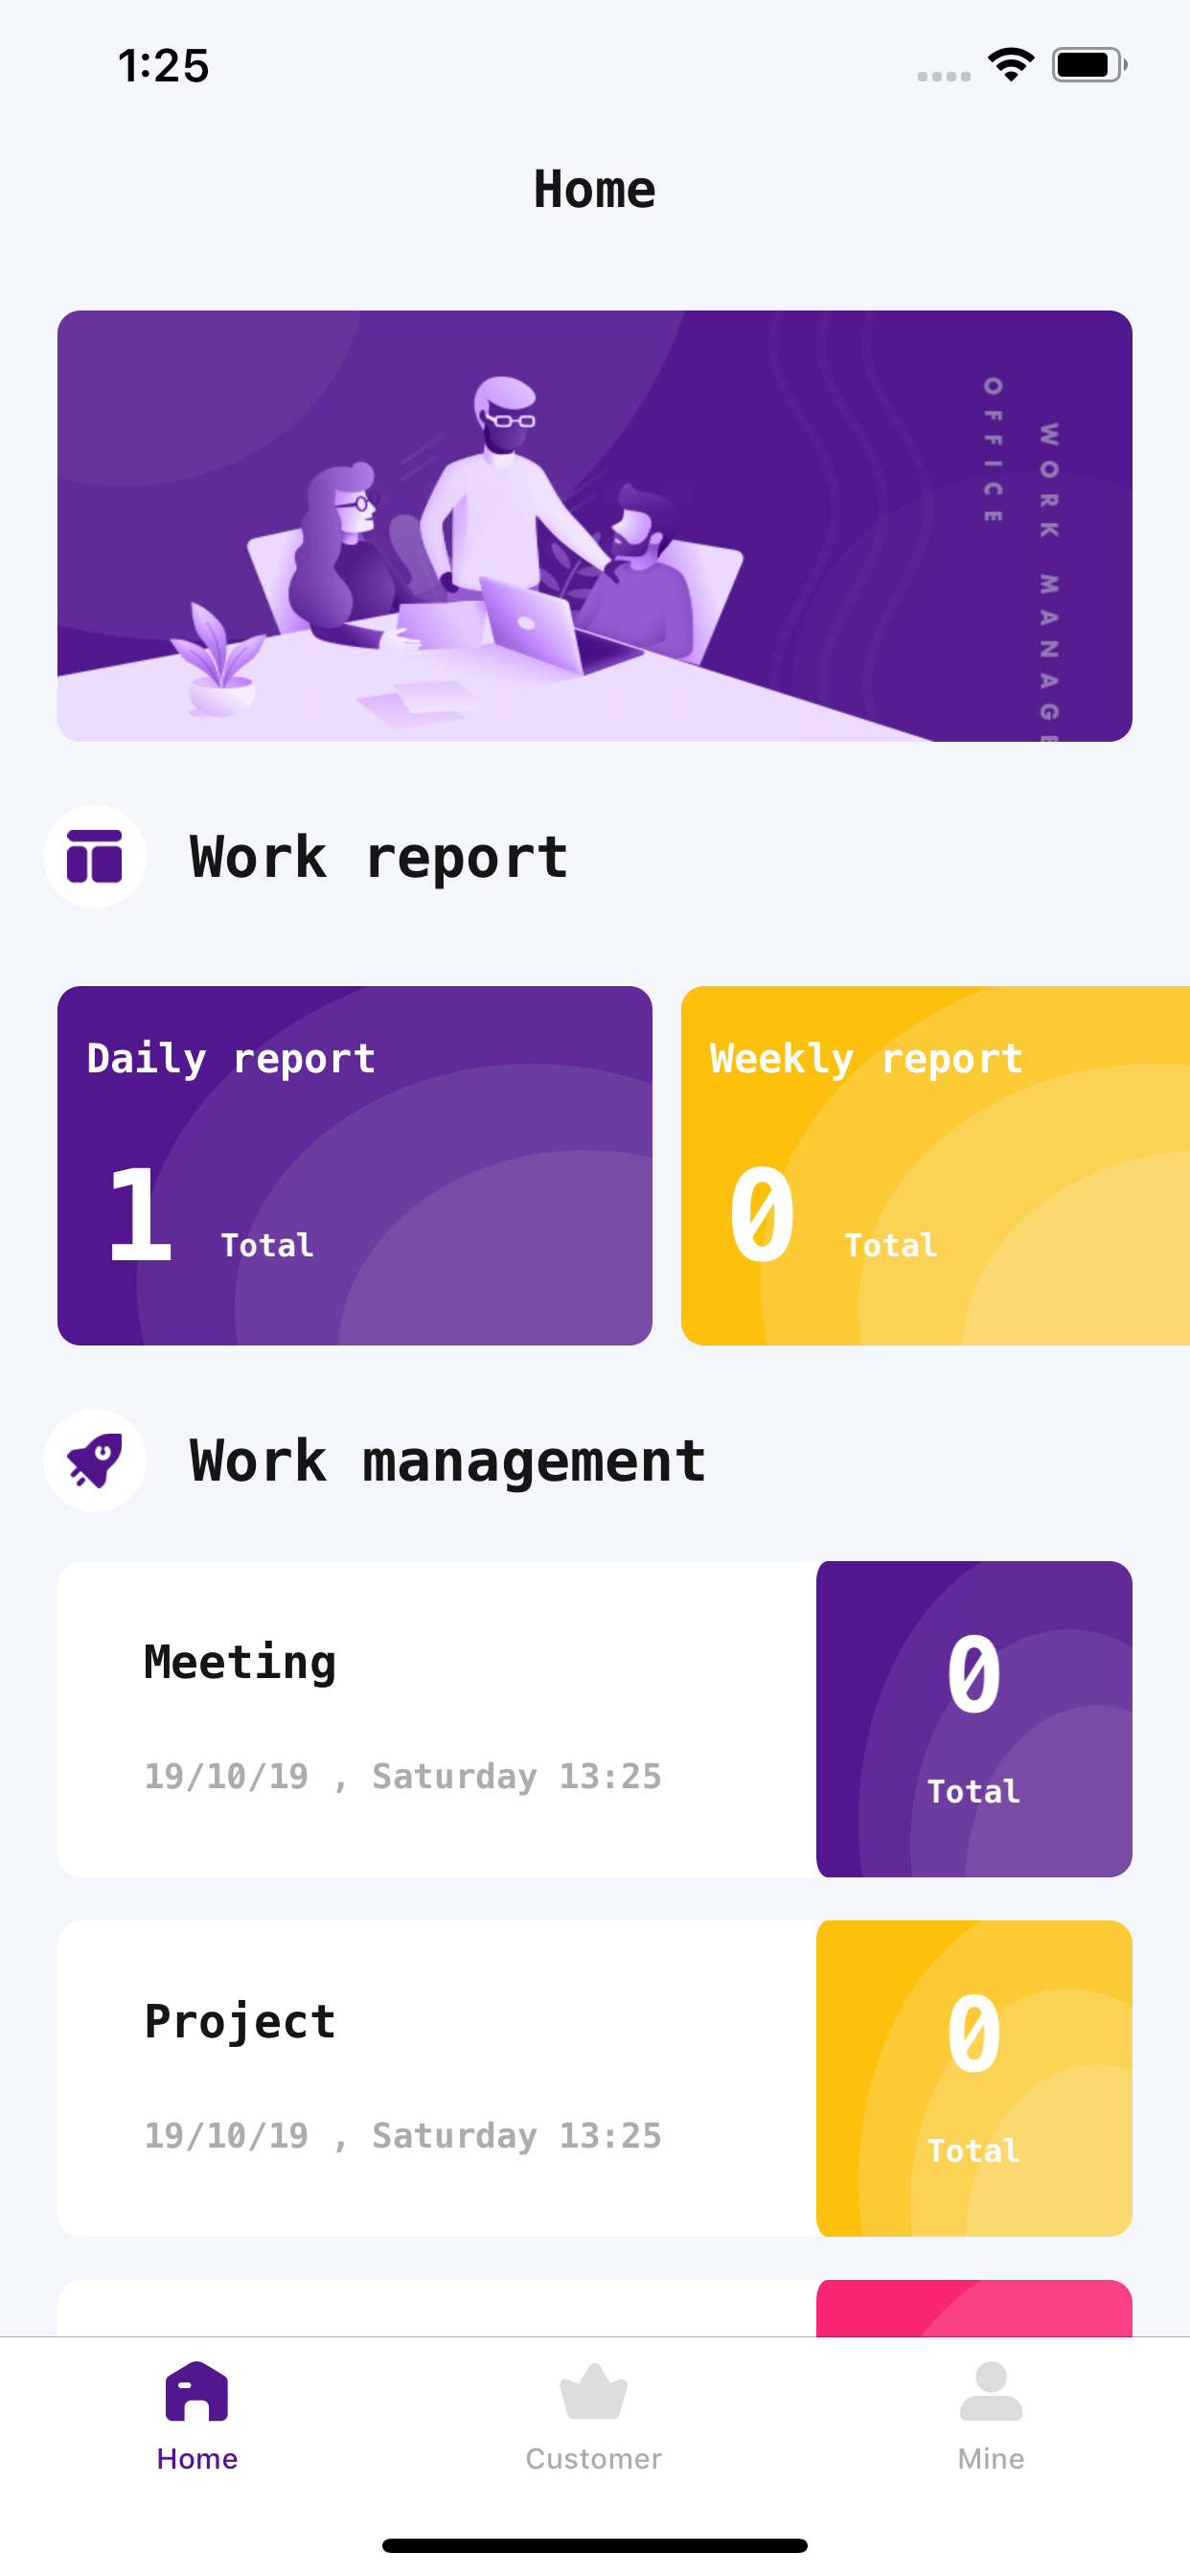 1:25
Home
OFFICE
WORK MANAGE
Work report
Daily report
1 Total
Weekly report
0 Total
Work management
Meeting
19/10/19 , Saturday 13:25
0
Total
Project
19/10/19 , Saturday 13:25
0
Total
Home
Customer
Mine